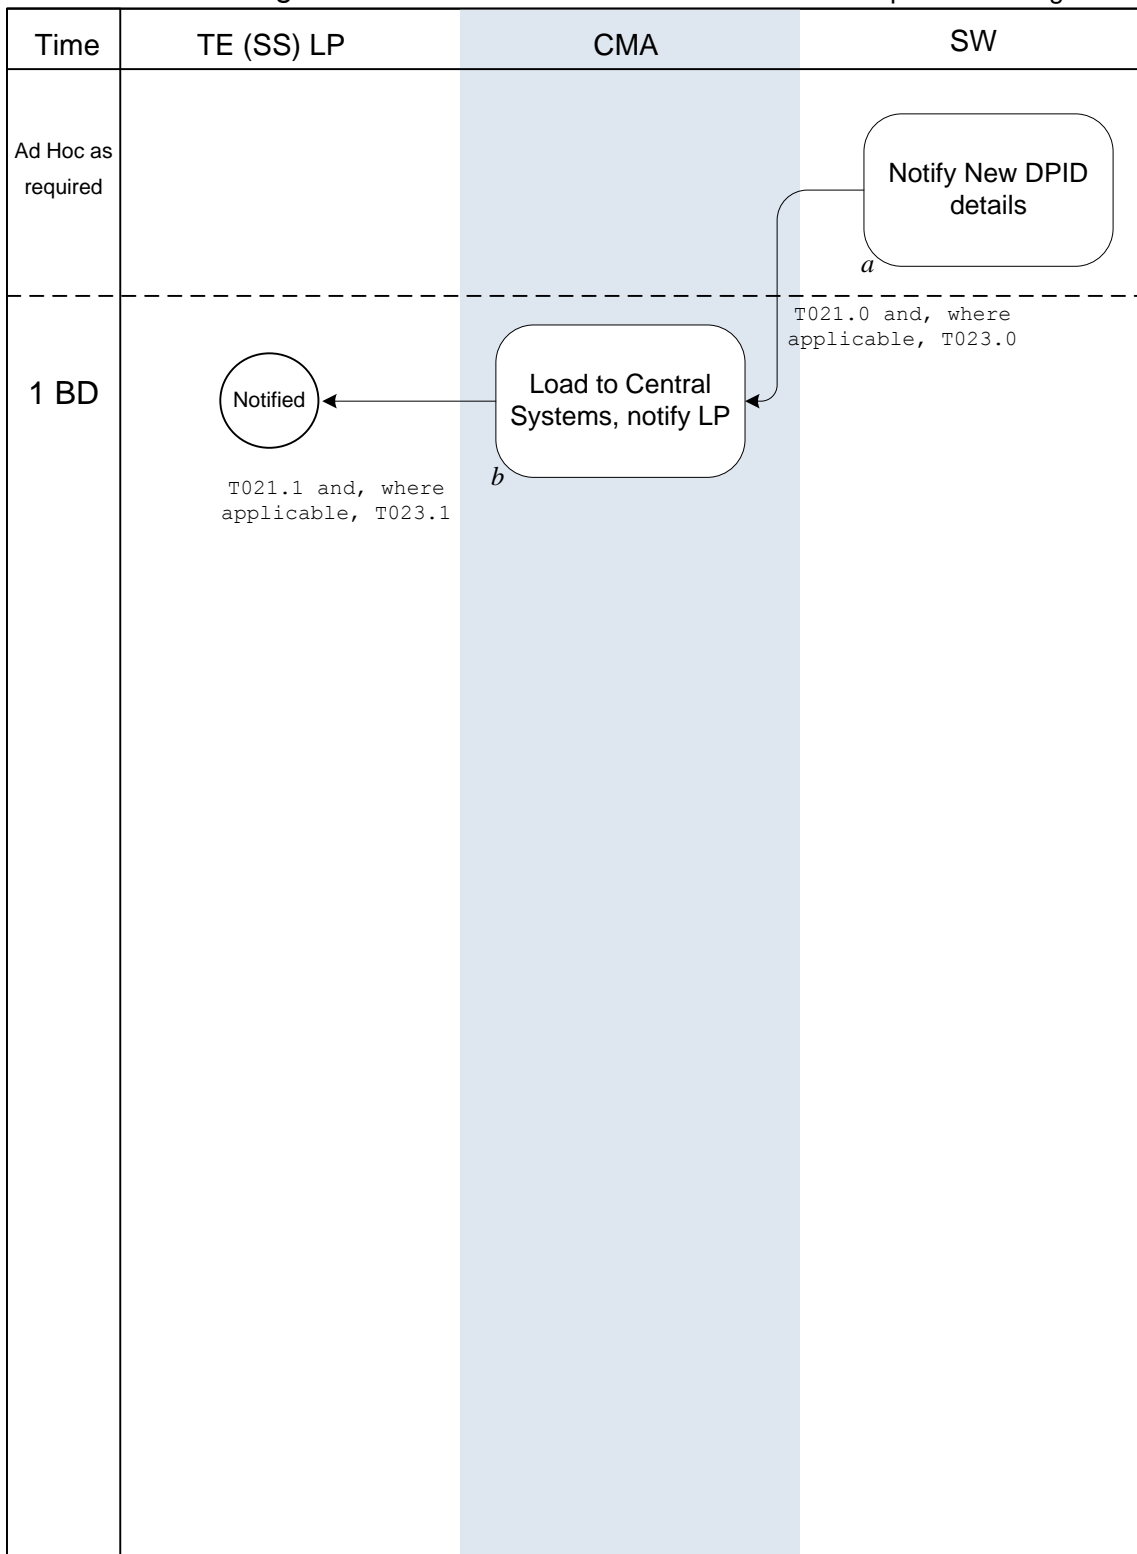 Time
TE (SS) LP
CMA
SW
Ad Hoc as
required
Notify New DPID
details
a
T021.0 and, where
applicable, T023.0
1 BD
Notified
Load to Central
Systems, notify LP
b
T021.1 and, where
applicable, T023.1